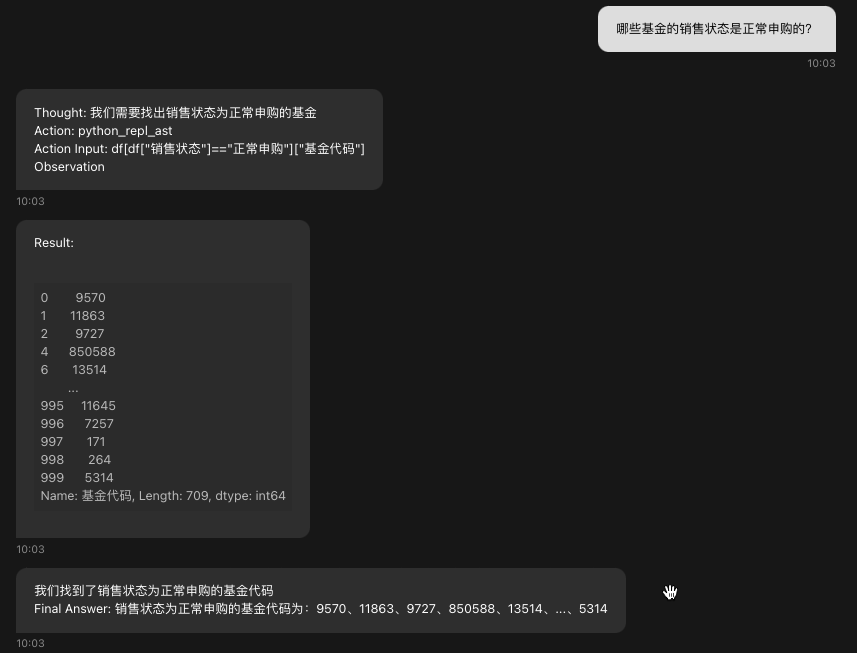 哪些基金的销售状态是正常申购的?
10:03
Thought: 我们需要找出销售状态为正常申购的基金
Action: python_repl_ast
Action Input: df[df["销售状态"]=="正常申购"]["基金代码"]
Observation
10:03
Result:
0 9570
1 11863
2 9727
4 850588
6 13514
...
995 11645
996 7257
997 171
998 264
999 5314
Name: 基金代码, Length: 709, dtype: int64
10:03
我们找到了销售状态为正常申购的基金代码
Final Answer: 销售状态为正常申购的基金代码为：9570、11863、9727、850588、13514、...、5314
10:03